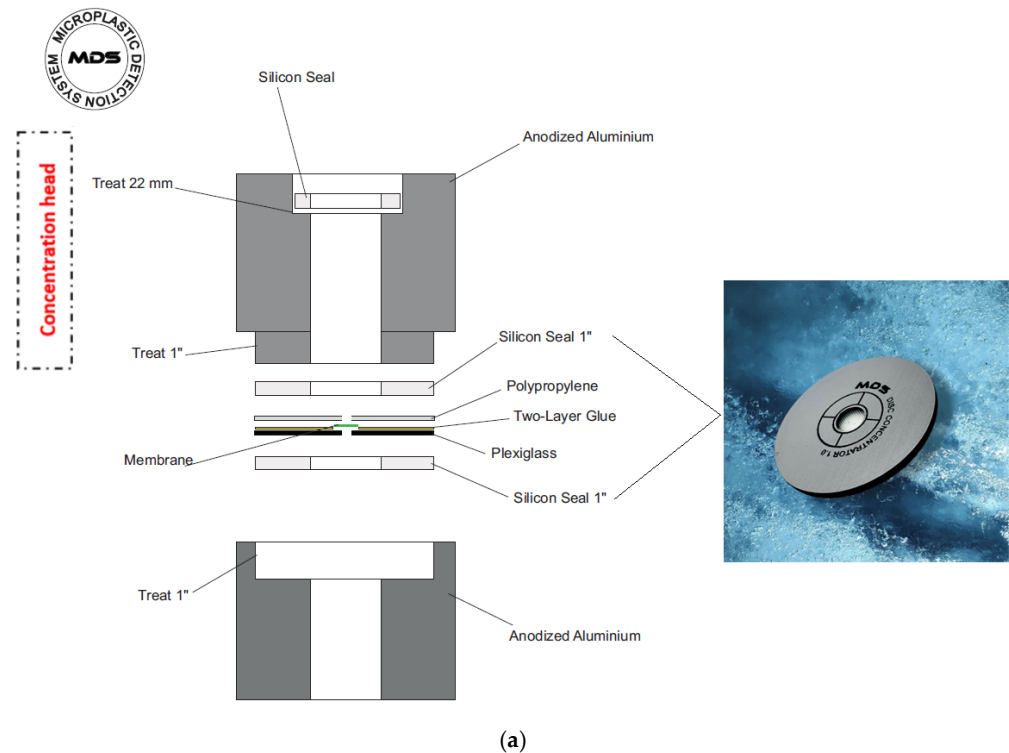 MICROPLASTIC DETECTION SYSTEM
MDS
Concentration head
Silicon Seal
Anodized Aluminium
Treat 22 mm
Treat 1"
Silicon Seal 1"
Polypropylene
Two-Layer Glue
Membrane
Plexiglass
Silicon Seal 1"
MDS
DISC CONCENTRATOR 1.0
Treat 1"
Anodized Aluminium
(a)